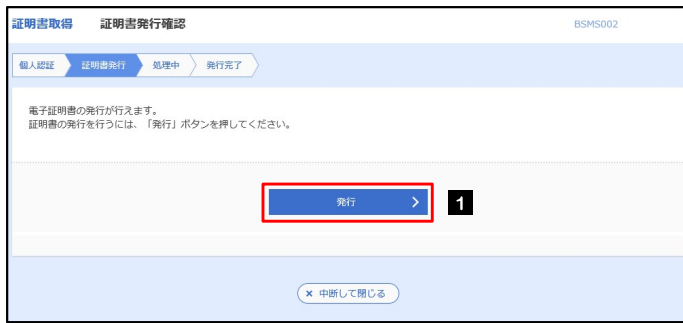 証明書取得 証明書発行確認 BSMS002
個人認証 証明書発行 処理中 発行完了
電子証明書の発行が行えます。
証明書の発行を行うには、「発行」ボタンを押してください。
発行 1
× 中断して閉じる